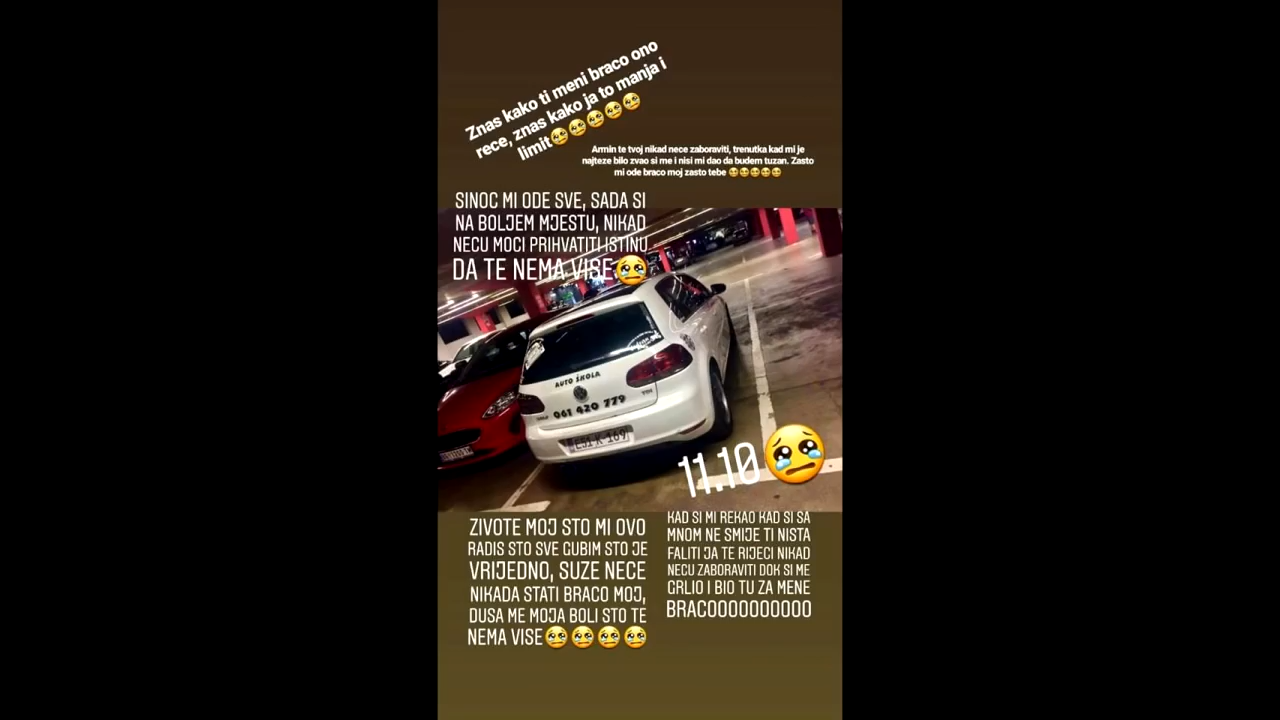 Znas kako ti meni braco ono
rece, znas kako ja to manja i
limit🥺🥺🥺🥺🥺
Armin te tvoj nikad nece zaboraviti, trenutka kad mi je
najteze bilo zvao si me i nisi mi dao da budem tuzan. Zasto
mi ode braco moj zasto tebe 🥺🥺🥺🥺🥺
SINOC MI ODE SVE, SADA SI
NA BOLJEM MJESTU, NIKAD
NECU MOCI PRIHVATITI ISTINU
DA TE NEMA VISE😢
AUTO ŠKOLA
061 420 779
11.10😢
ZIVOTE MOJ STO MI OVO
RADIS STO SVE GUBIM STO JE
VRIJEDNO, SUZE NECE
NIKADA STATI BRACO MOJ,
DUSA ME MOJA BOLI STO TE
NEMA VISE😢😢😢😢
KAD SI MI REKAO KAD SI SA
MNOM NE SMIJE TI NISTA
FALITI JA TE RIJECI NIKAD
NECU ZABORAVITI DOK SI ME
GRLIO I BIO TU ZA MENE
BRACOOOOOOOOOO